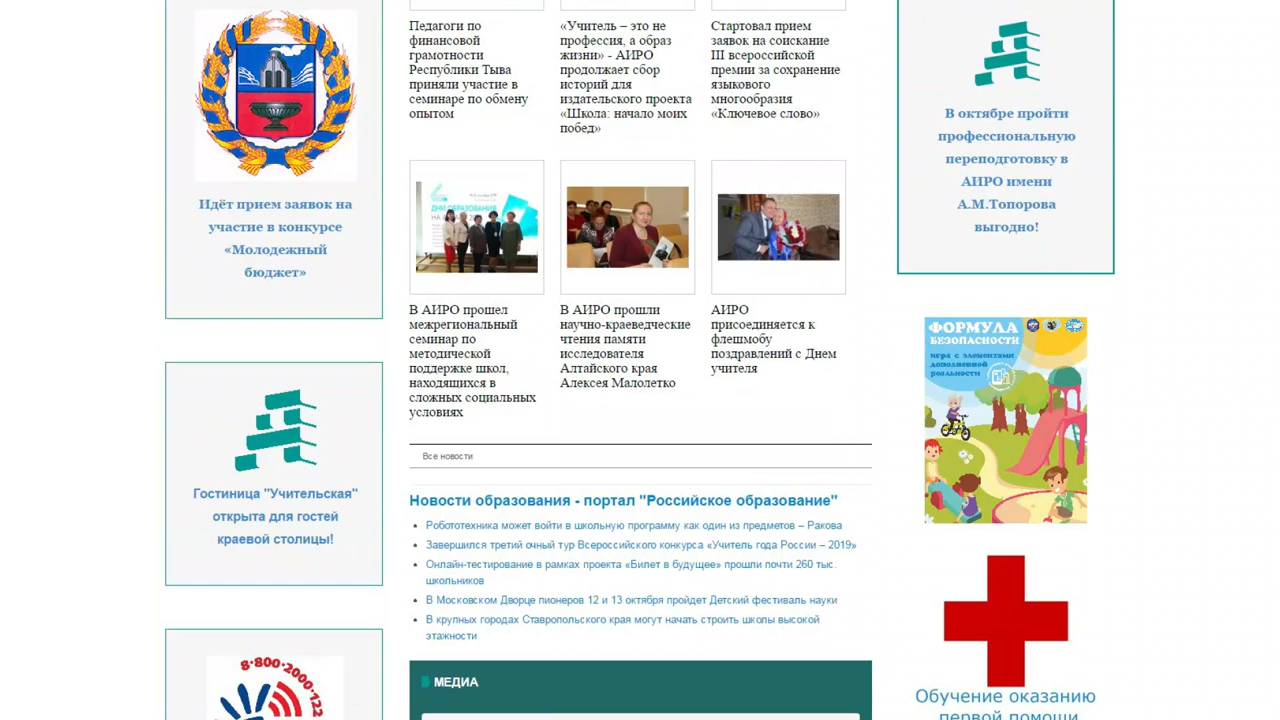 Идёт прием заявок на
участие в конкурсе
«Молодежный
бюджет»
Гостиница "Учительская"
открыта для гостей
краевой столицы!
8-800-2000-122
Педагоги по
финансовой
грамотности
Республики Тыва
приняли участие в
семинаре по обмену
опытом
«Учитель – это не
профессия, а образ
жизни» - АИРО
продолжает сбор
историй для
издательского проекта
«Школа: начало моих
побед»
Стартовал прием
заявок на соискание
III всероссийской
премии за сохранение
языкового
многообразия
«Ключевое слово»
ДНИ ОБРАЗОВАНИЯ
В АИРО прошел
межрегиональный
семинар по
методической
поддержке школ,
находящихся в
сложных социальных
условиях
В АИРО прошли
научно-краеведческие
чтения памяти
исследователя
Алтайского края
Алексея Малолетко
АИРО
присоединяется к
флешмобу
поздравлений с Днем
учителя
Все новости
Новости образования - портал "Российское образование"
Робототехника может войти в школьную программу как один из предметов – Ракова
Завершился третий очный тур Всероссийского конкурса «Учитель года России – 2019»
Онлайн-тестирование в рамках проекта «Билет в будущее» прошли почти 260 тыс.
школьников
В Московском Дворце пионеров 12 и 13 октября пройдет Детский фестиваль науки
В крупных городах Ставропольского края могут начать строить школы высокой
этажности
МЕДИА
В октябре пройти
профессиональную
переподготовку в
АИРО имени
А.М.Топорова
выгодно!
ФОРМУЛА
БЕЗОПАСНОСТИ
игра с элементами
дополненной
реальности
Обучение оказанию
первой помощи